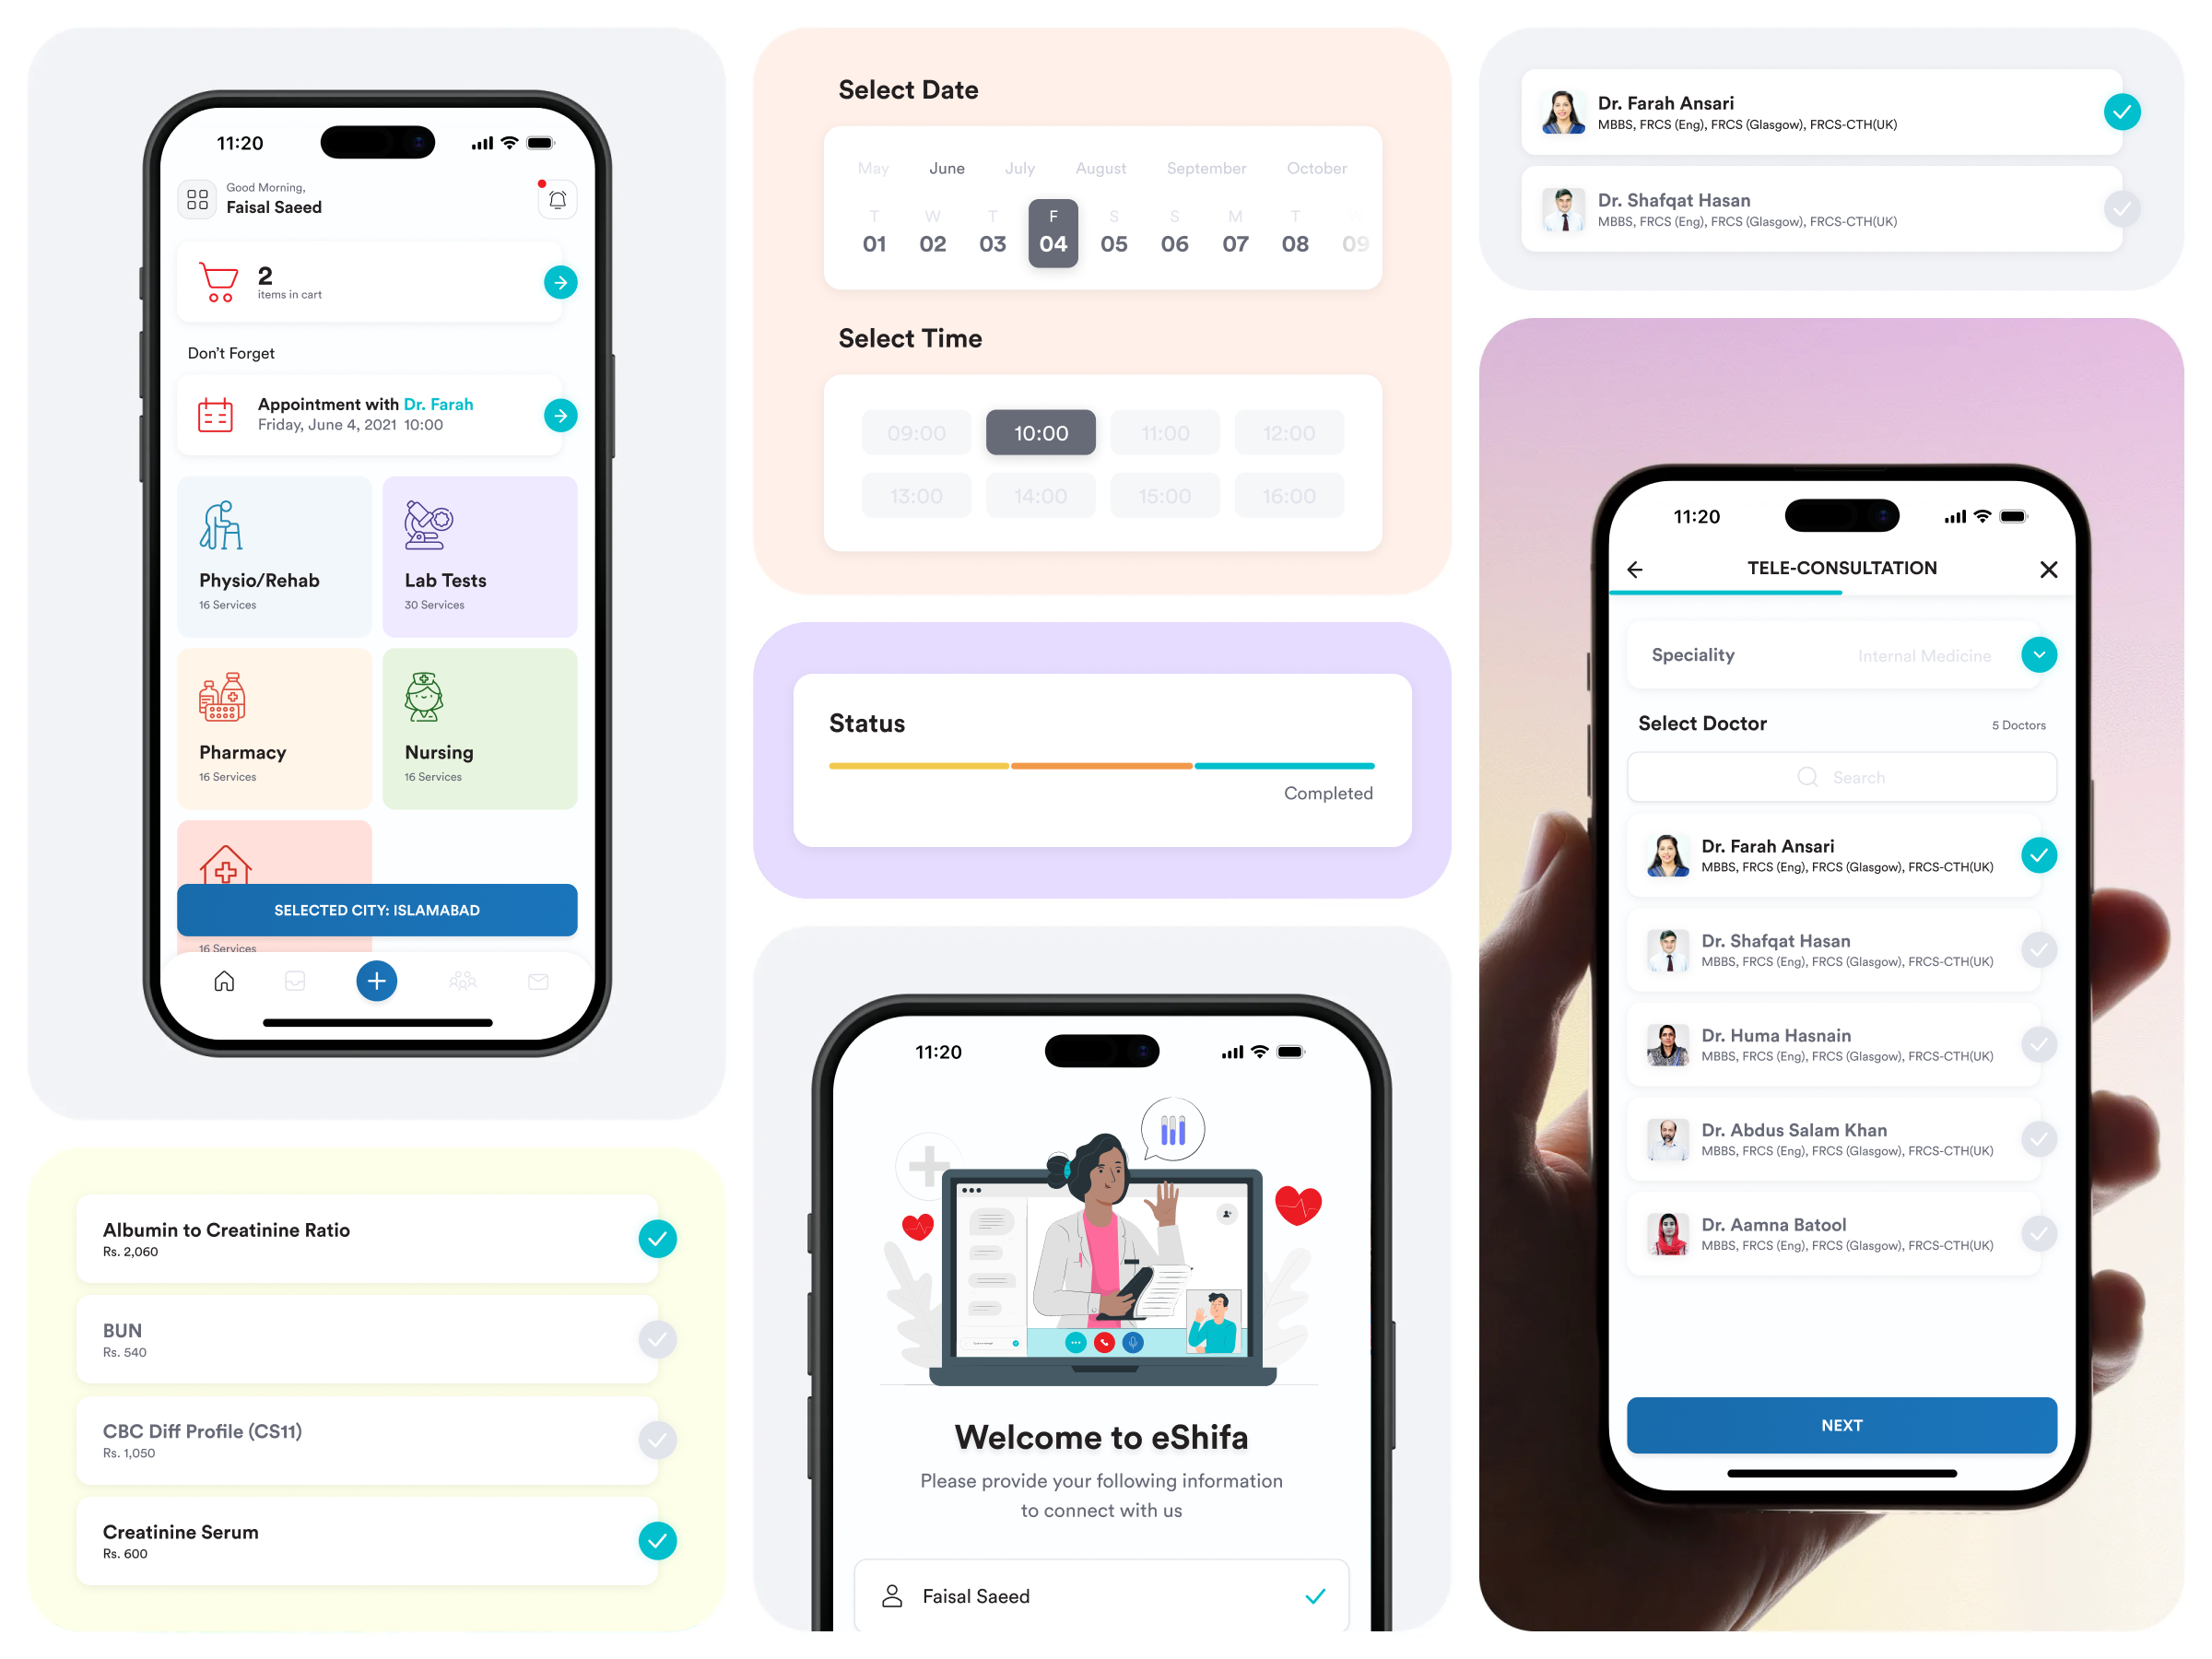 11:20
Good Morning,
Faisal Saeed
2
items in cart
Don't Forget
Appointment with Dr. Farah
Friday, June 4, 2021 10:00
Physio/Rehab
16 Services
Lab Tests
30 Services
Pharmacy
16 Services
Nursing
16 Services
SELECTED CITY: ISLAMABAD
16 Services
Albumin to Creatinine Ratio
Rs. 2,060
BUN
Rs. 540
CBC Diff Profile (CS11)
Rs. 1,050
Creatinine Serum
Rs. 600
Select Date
May June July August September October
T W T F S S M T W
01 02 03 04 05 06 07 08 09
Select Time
09:00 10:00 11:00 12:00
13:00 14:00 15:00 16:00
Status
Completed
11:20
Welcome to eShifa
Please provide your following information
to connect with us
Faisal Saeed
Dr. Farah Ansari
MBBS, FRCS (Eng), FRCS (Glasgow), FRCS-CTH(UK)
Dr. Shafqat Hasan
MBBS, FRCS (Eng), FRCS (Glasgow), FRCS-CTH(UK)
11:20
TELE-CONSULTATION
Speciality Internal Medicine
Select Doctor 5 Doctors
Search
Dr. Farah Ansari
MBBS, FRCS (Eng), FRCS (Glasgow), FRCS-CTH(UK)
Dr. Shafqat Hasan
MBBS, FRCS (Eng), FRCS (Glasgow), FRCS-CTH(UK)
Dr. Huma Hasnain
MBBS, FRCS (Eng), FRCS (Glasgow), FRCS-CTH(UK)
Dr. Abdus Salam Khan
MBBS, FRCS (Eng), FRCS (Glasgow), FRCS-CTH(UK)
Dr. Aamna Batool
MBBS, FRCS (Eng), FRCS (Glasgow), FRCS-CTH(UK)
NEXT